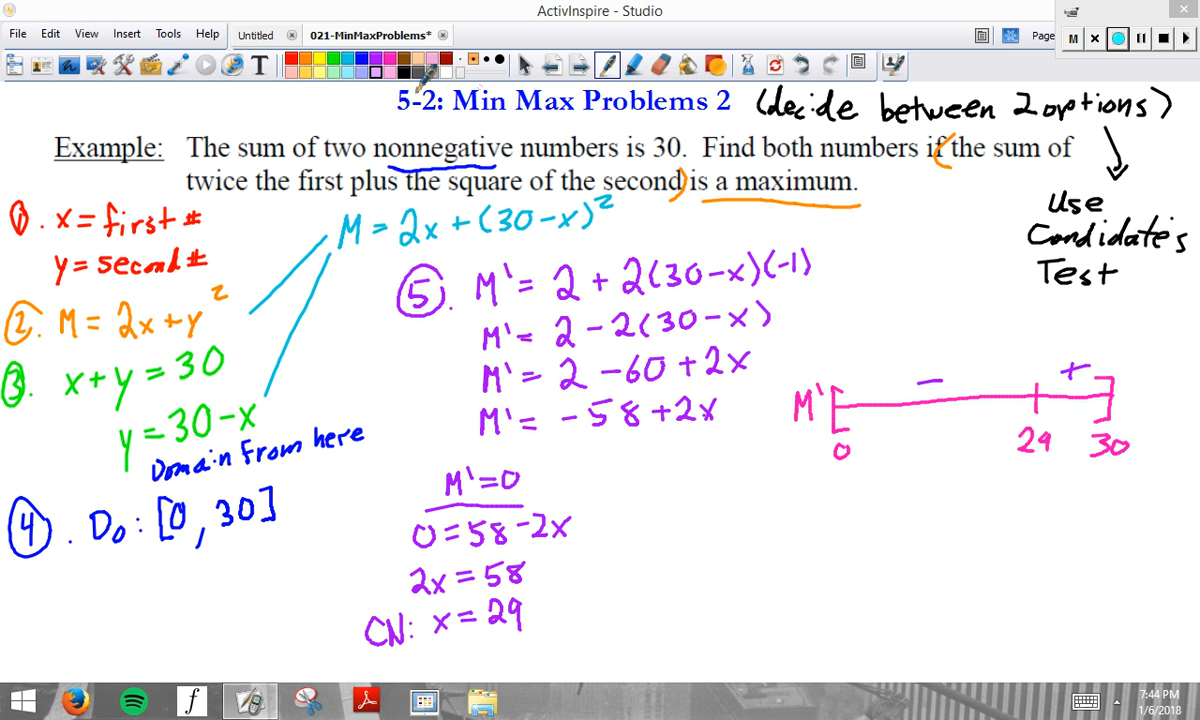 ActivInspire - Studio
File Edit View Insert Tools Help
Untitled
021-MinMaxProblems*
Page
M
T
5-2: Min Max Problems 2 (decide between 2 options)
Example: The sum of two nonnegative numbers is 30. Find both numbers if the sum of
twice the first plus the square of the second is a maximum.
Use
Candidate's
Test
1. x = first #
y = second #
2. M = 2x + y²
3. x + y = 30
y = 30 - x
Domain from here
4. Do: [0, 30]
M = 2x + (30 - x)²
5. M' = 2 + 2(30 - x)(-1)
M' = 2 - 2(30 - x)
M' = 2 - 60 + 2x
M' = -58 + 2x
M' = 0
0 = 58 - 2x
2x = 58
CN: x = 29
M' [ - + ]
0 29 30
7:44 PM
1/6/2018